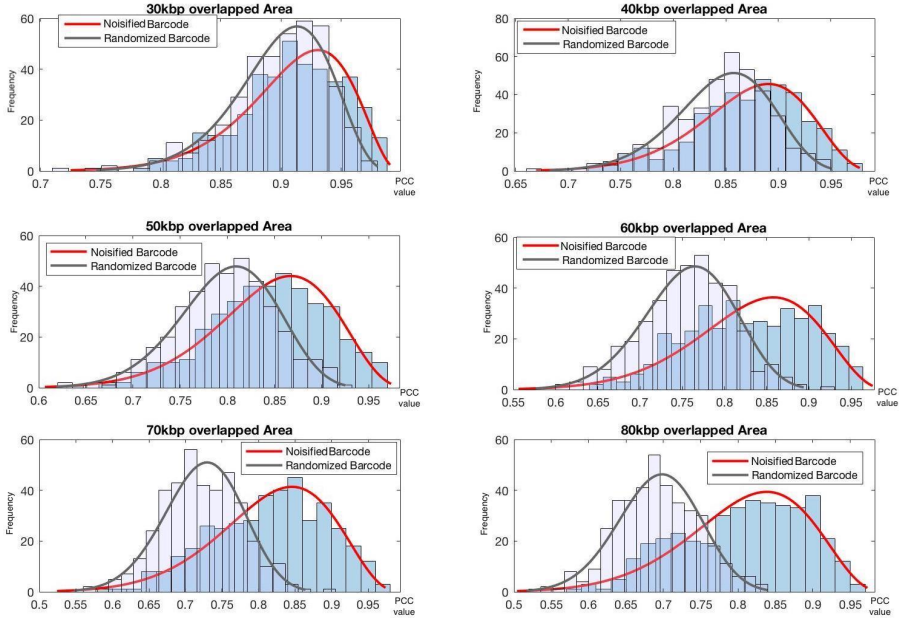 30kbp overlapped Area
Noisified Barcode
Randomized Barcode
Frequency
60
40
20
0
0.7 0.75 0.8 0.85 0.9 0.95
PCC
value
40kbp overlapped Area
Noisified Barcode
Randomized Barcode
Frequency
80
60
40
20
0
0.65 0.7 0.75 0.8 0.85 0.9 0.95
PCC
value
50kbp overlapped Area
Noisified Barcode
Randomized Barcode
Frequency
60
40
20
0
0.6 0.65 0.7 0.75 0.8 0.85 0.9 0.95
PCC
value
60kbp overlapped Area
Noisified Barcode
Randomized Barcode
Frequency
60
40
20
0
0.55 0.6 0.65 0.7 0.75 0.8 0.85 0.9 0.95
PCC
value
70kbp overlapped Area
Noisified Barcode
Randomized Barcode
Frequency
60
40
20
0
0.5 0.55 0.6 0.65 0.7 0.75 0.8 0.85 0.9 0.95
PCC
value
80kbp overlapped Area
Noisified Barcode
Randomized Barcode
Frequency
60
40
20
0
0.5 0.55 0.6 0.65 0.7 0.75 0.8 0.85 0.9 0.95
PCC
value